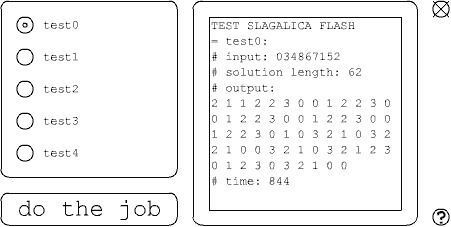 test0
test1
test2
test3
test4
do the job
TEST SLAGALICA FLASH
= test0:
# input: 034867152
# solution length: 62
# output:
2 1 1 2 2 3 0 0 1 2 2 3 0
0 1 2 2 3 0 0 1 2 2 3 0 0
1 2 2 3 0 1 0 3 2 1 0 3 2
2 1 0 0 3 2 1 0 3 2 1 2 3
0 1 2 3 0 3 2 1 0 0
# time: 844
?